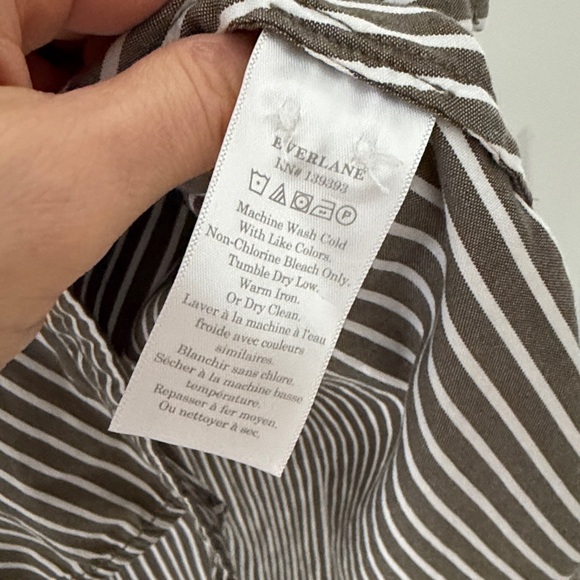 EVERLANE
RN# 139393
Machine Wash Cold
With Like Colors.
Non-Chlorine Bleach Only.
Tumble Dry Low.
Warm Iron.
Or Dry Clean.
Laver à la machine à l'eau
froide avec couleurs
similaires.
Blanchir sans chlore.
Sécher à la machine basse
température.
Repasser à fer moyen.
Ou nettoyer à sec.